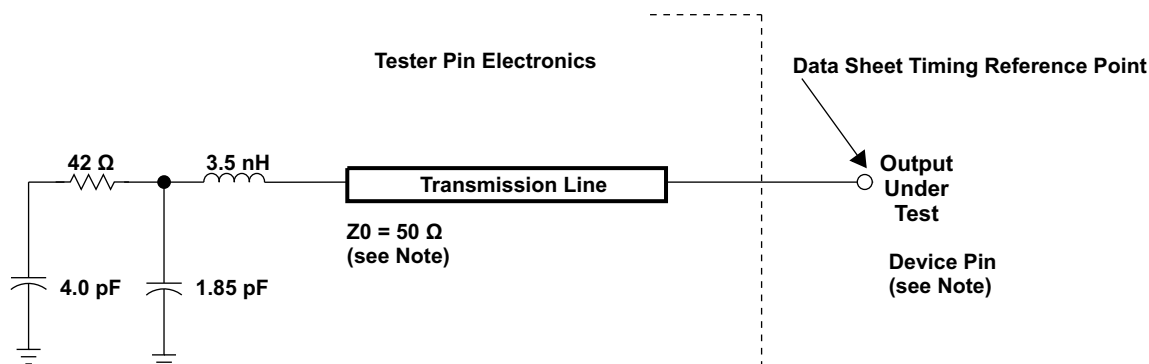 Tester Pin Electronics
Data Sheet Timing Reference Point
42 Ω
3.5 nH
Transmission Line
Output
Under
Test
Z0 = 50 Ω
(see Note)
Device Pin
(see Note)
4.0 pF
1.85 pF